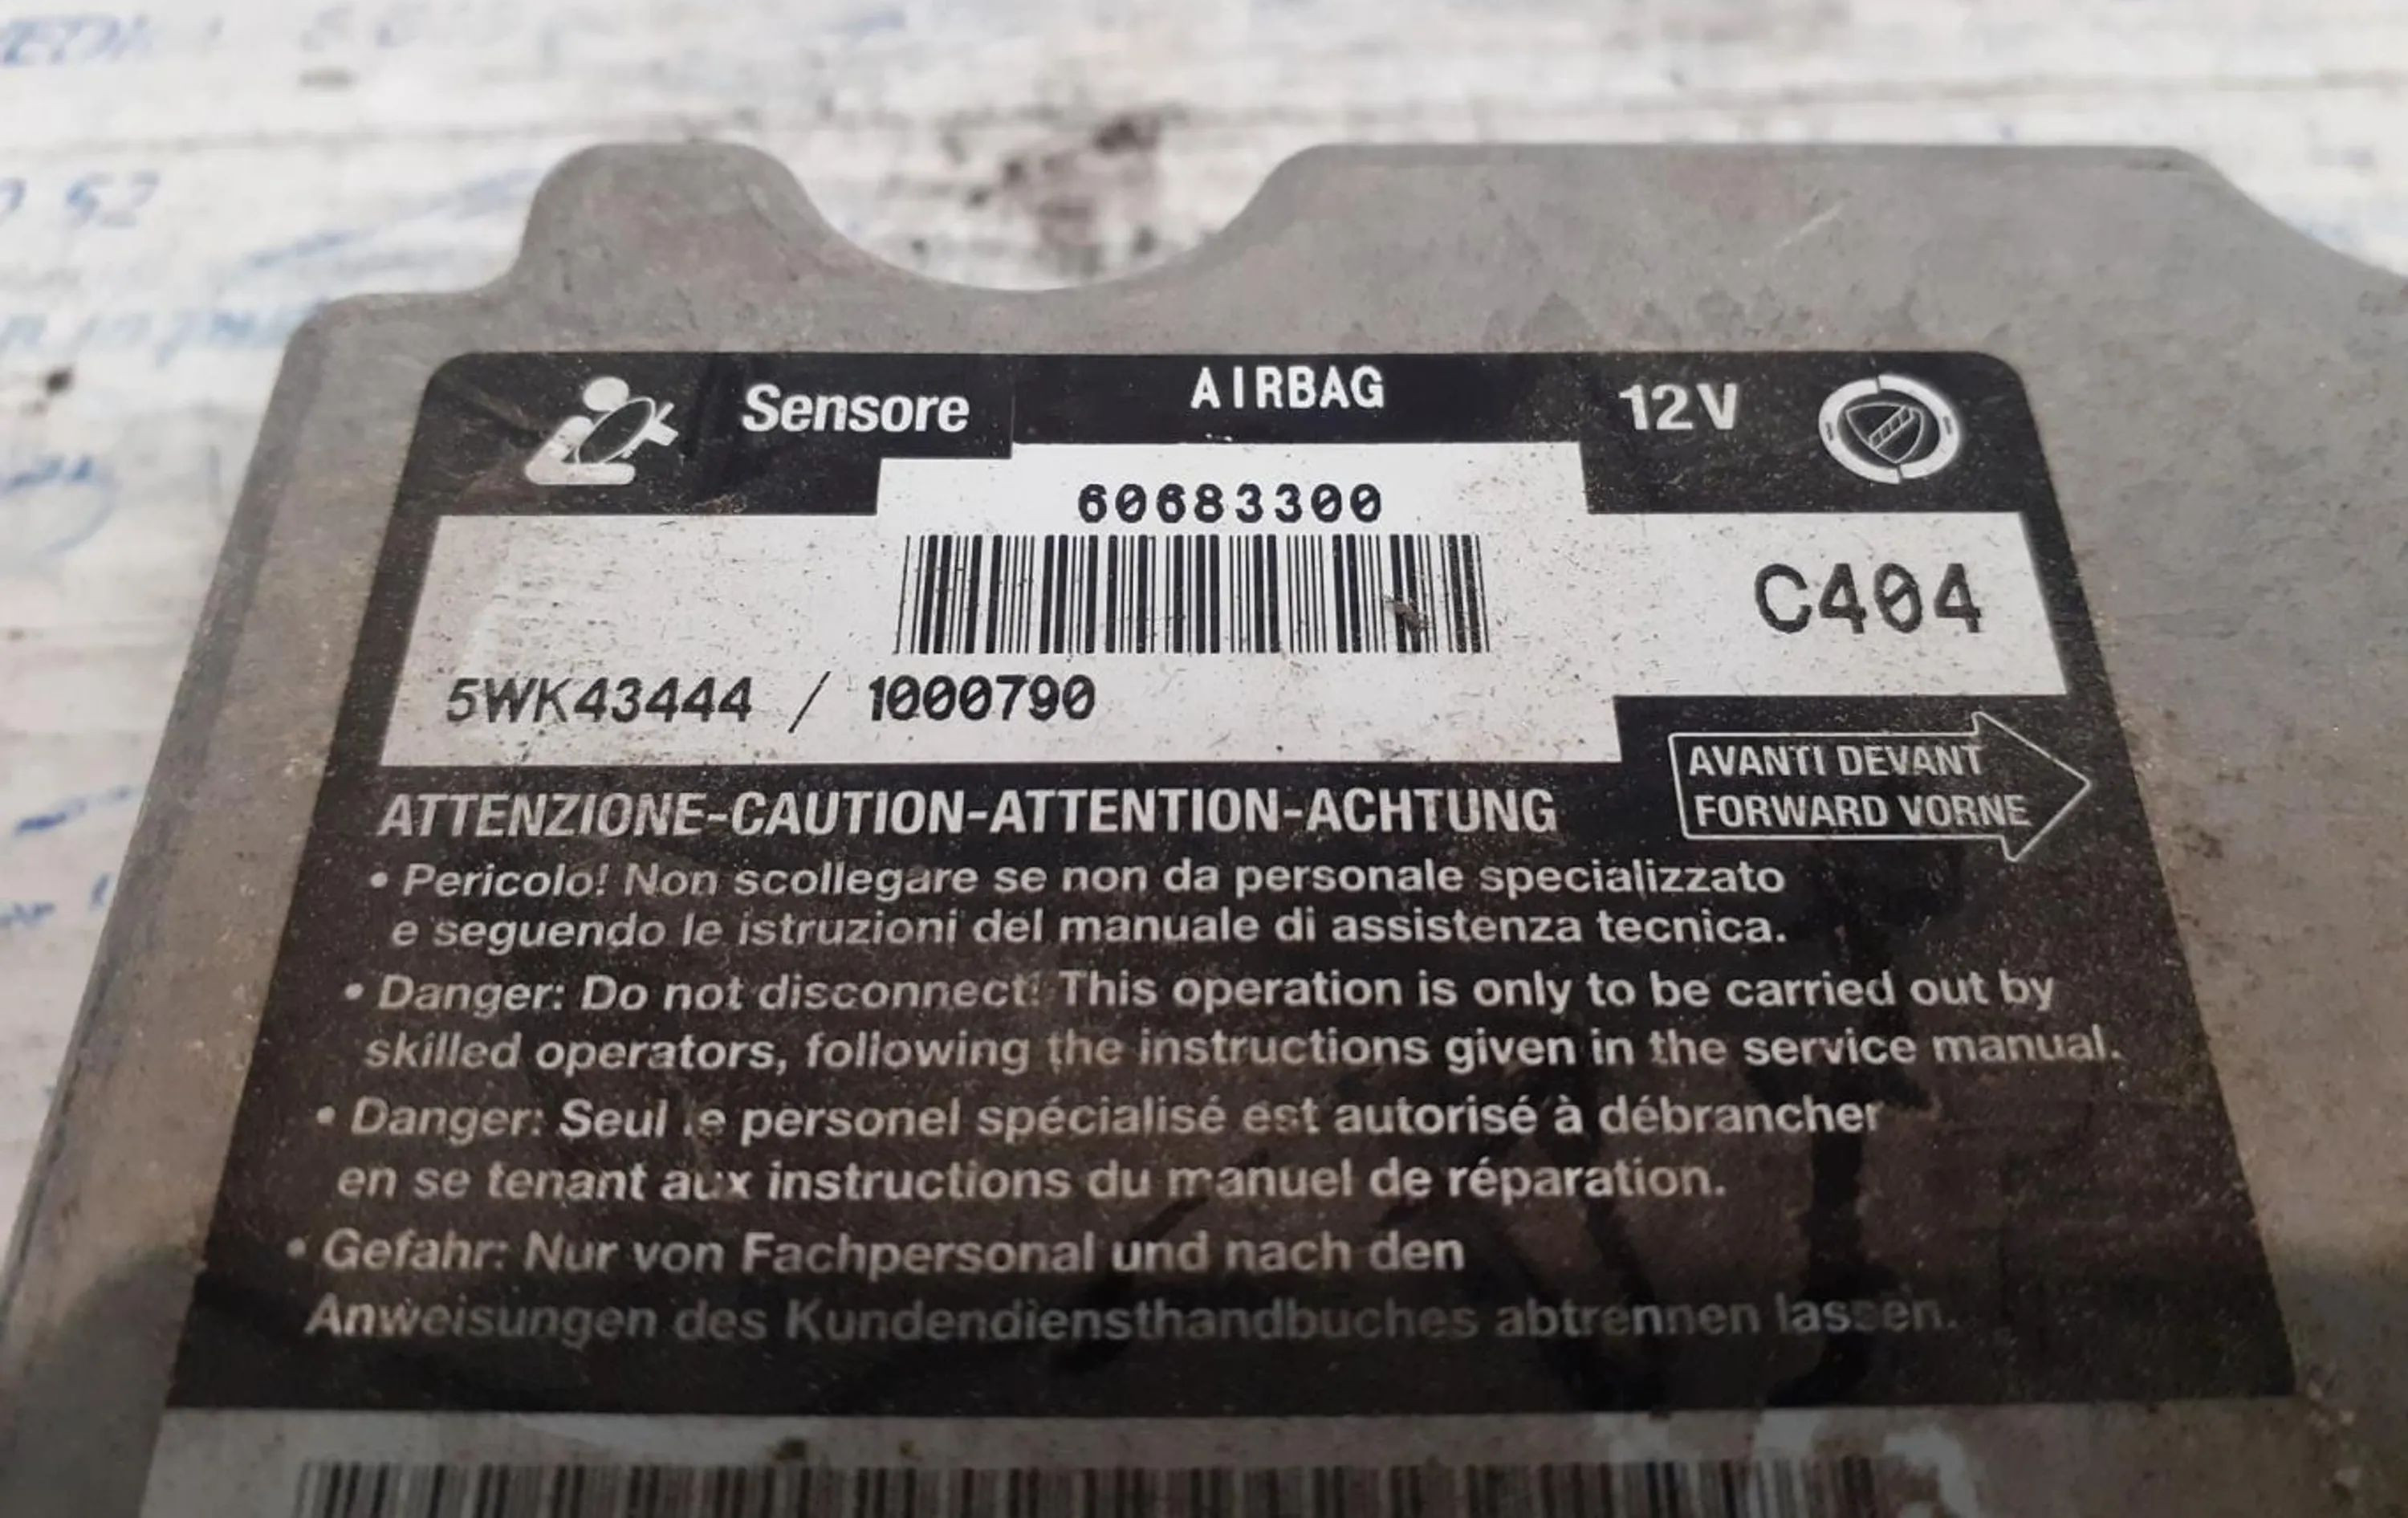 Sensore AIRBAG 12V
60683300
C404
5WK43444 / 1000790
AVANTI DEVANT
FORWARD VORNE
ATTENZIONE-CAUTION-ATTENTION-ACHTUNG
• Pericolo! Non scollegare se non da personale specializzato
e seguendo le istruzioni del manuale di assistenza tecnica.
• Danger: Do not disconnect! This operation is only to be carried out by
skilled operators, following the instructions given in the service manual.
• Danger: Seul le personel spécialisé est autorisé à débrancher
en se tenant aux instructions du manuel de réparation.
• Gefahr: Nur von Fachpersonal und nach den
Anweisungen des Kundendiensthandbuches abtrennen lassen.